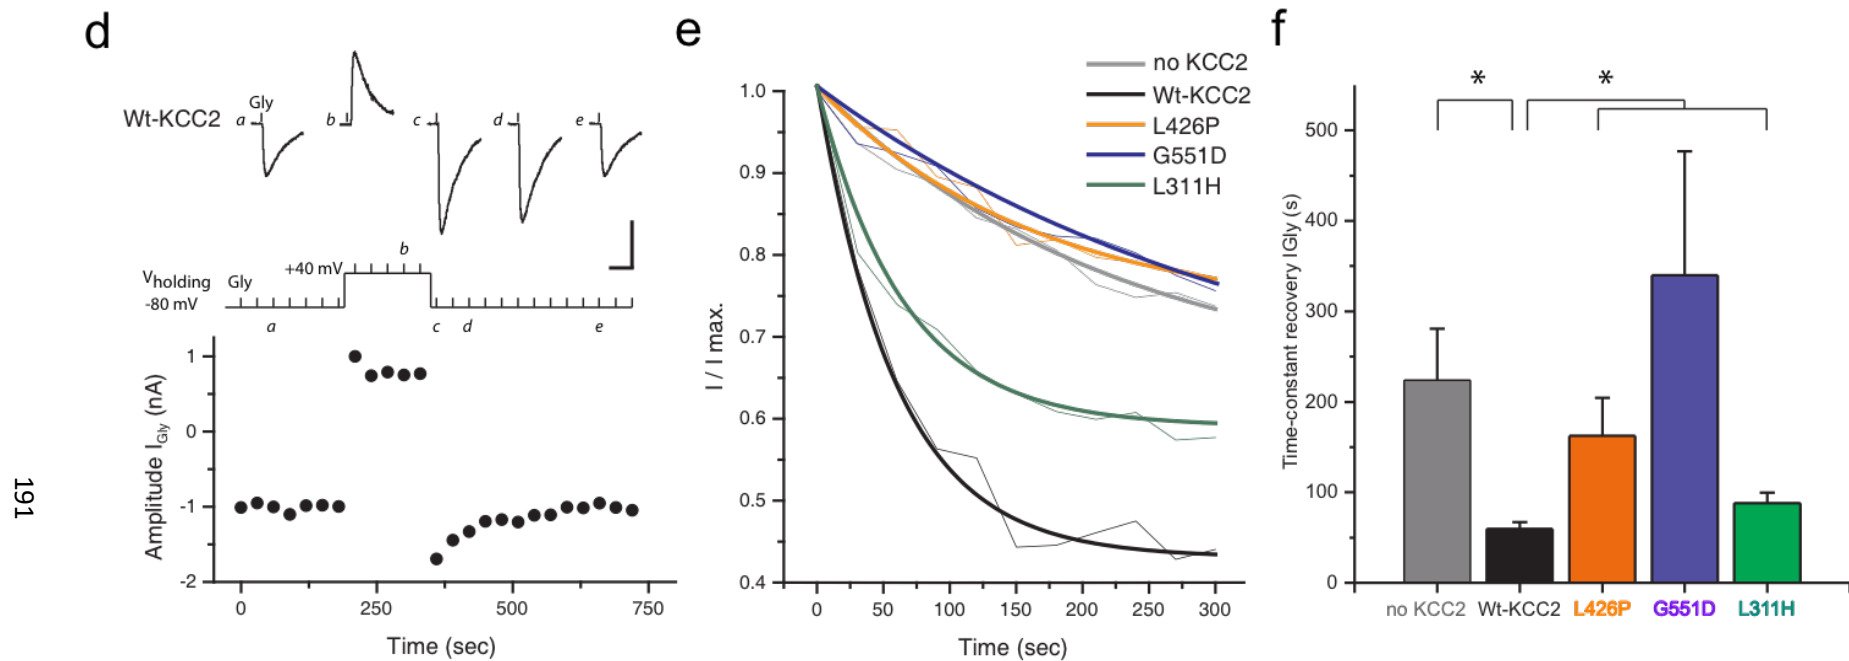 d
Wt-KCC2
a
Gly
b
c
d
e
b
+40 mV
Vholding
Gly
-80 mV
a
c
d
e
1
0
-1
-2
Amplitude IGly (nA)
0 250 500 750
Time (sec)
191
e
no KCC2
Wt-KCC2
L426P
G551D
L311H
1.0
0.9
0.8
0.7
0.6
0.5
0.4
I / I max.
0 50 100 150 200 250 300
Time (sec)
f
* *
500
400
300
200
100
0
Time-constant recovery IGly (s)
no KCC2 Wt-KCC2 L426P G551D L311H